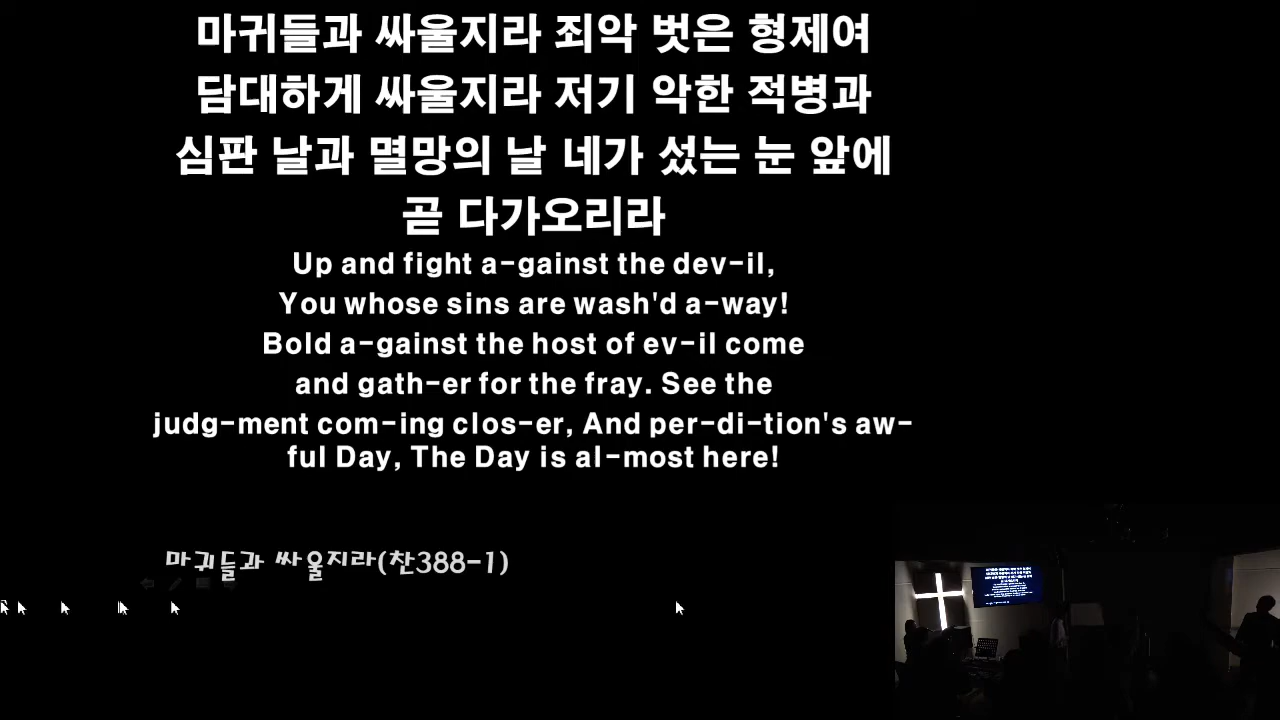 마귀들과 싸울지라 죄악 벗은 형제여
담대하게 싸울지라 저기 악한 적병과
심판 날과 멸망의 날 네가 섰는 눈 앞에
곧 다가오리라
Up and fight a-gainst the dev-il,
You whose sins are wash'd a-way!
Bold a-gainst the host of ev-il come
and gath-er for the fray. See the
judg-ment com-ing clos-er, And per-di-tion's aw-
ful Day, The Day is al-most here!
마귀들과 싸울지라(찬388-1)